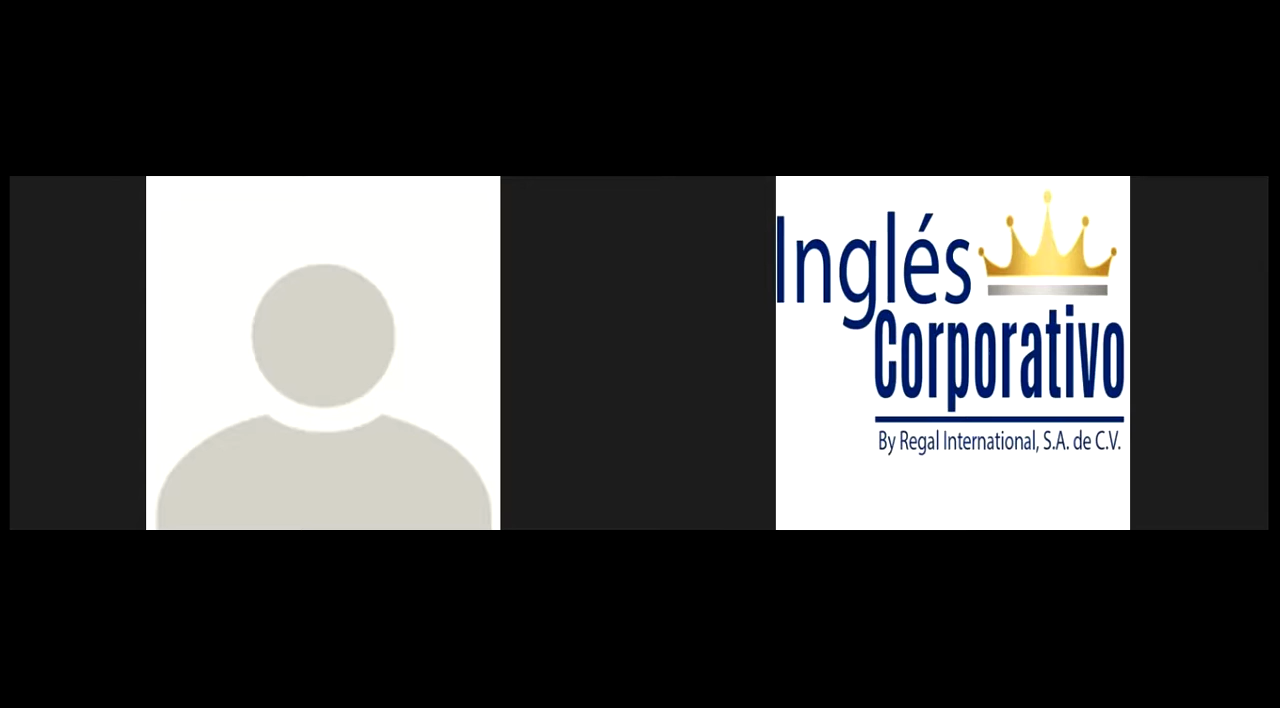 Inglés
Corporativo
By Regal International, S.A. de C.V.